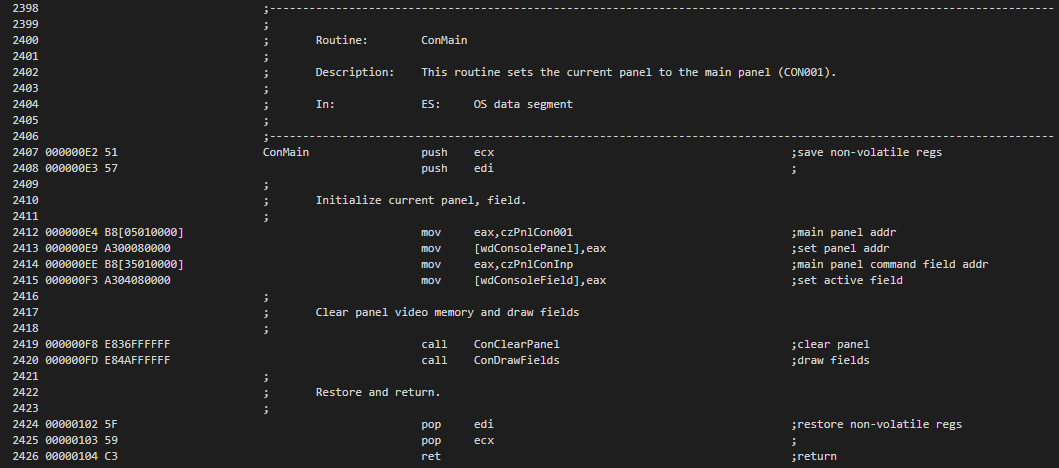 2398 ;-------------------------------------------------------------------------------------------------------------------
2399 ;
2400 ; Routine: ConMain
2401 ;
2402 ; Description: This routine sets the current panel to the main panel (CON001).
2403 ;
2404 ; In: ES: OS data segment
2405 ;
2406 ;-------------------------------------------------------------------------------------------------------------------
2407 000000E2 51 ConMain push ecx ;save non-volatile regs
2408 000000E3 57 push edi ;
2409 ;
2410 ; Initialize current panel, field.
2411 ;
2412 000000E4 B8[05010000] mov eax,czPnlCon001 ;main panel addr
2413 000000E9 A300080000 mov [wdConsolePanel],eax ;set panel addr
2414 000000EE B8[35010000] mov eax,czPnlConInp ;main panel command field addr
2415 000000F3 A304080000 mov [wdConsoleField],eax ;set active field
2416 ;
2417 ; Clear panel video memory and draw fields
2418 ;
2419 000000F8 E836FFFFFF call ConClearPanel ;clear panel
2420 000000FD E84AFFFFFF call ConDrawFields ;draw fields
2421 ;
2422 ; Restore and return.
2423 ;
2424 00000102 5F pop edi ;restore non-volatile regs
2425 00000103 59 pop ecx ;
2426 00000104 C3 ret ;return